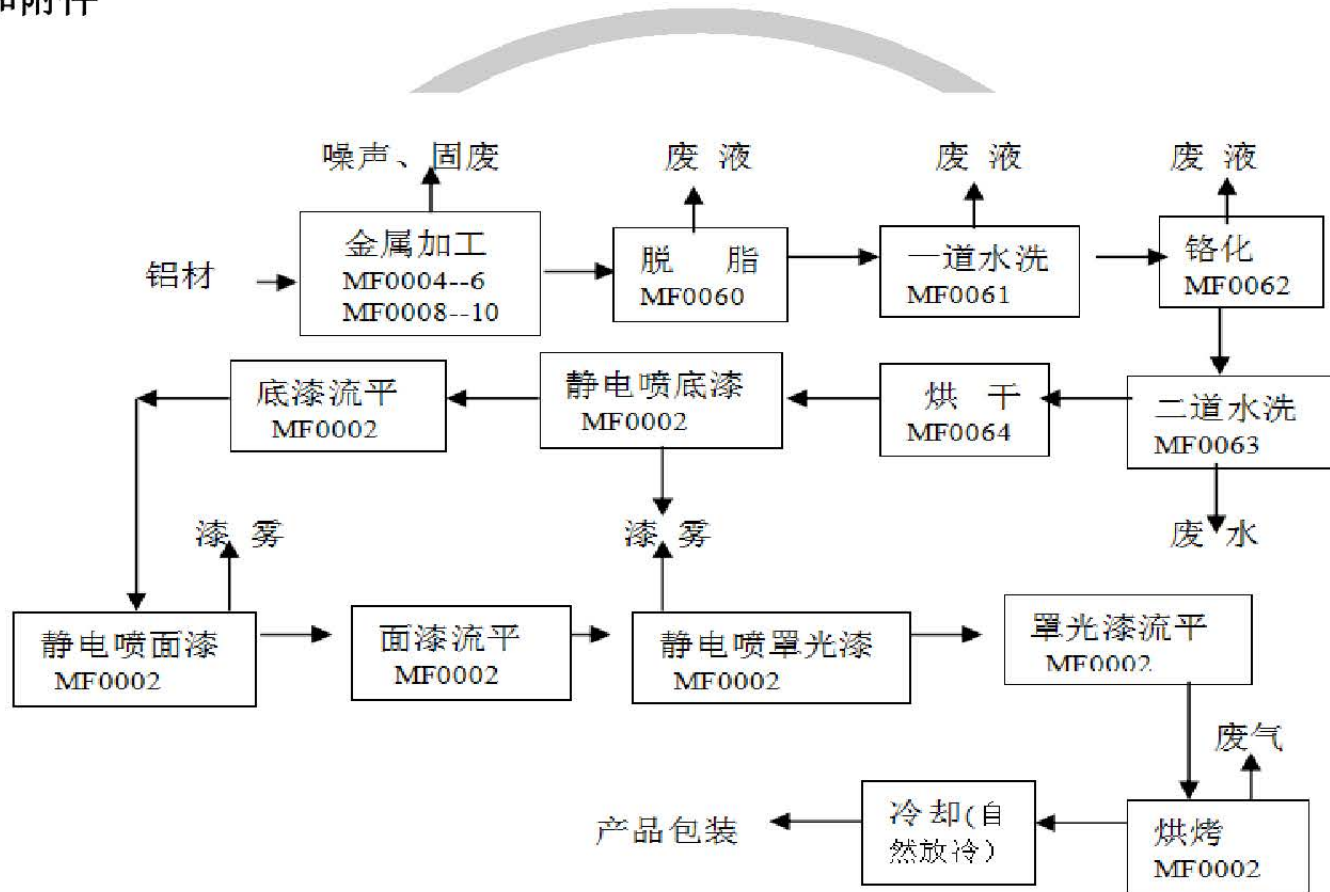 噪声、固废
废 液
废 液
废 液
铝材
金属加工
MF0004--6
MF0008--10
脱 脂
MF0060
一道水洗
MF0061
铬化
MF0062
底漆流平
MF0002
静电喷底漆
MF0002
烘 干
MF0064
二道水洗
MF0063
漆 雾
漆 雾
废 水
静电喷面漆
MF0002
面漆流平
MF0002
静电喷罩光漆
MF0002
罩光漆流平
MF0002
废气
产品包装
冷却(自
然放冷）
烘烤
MF0002